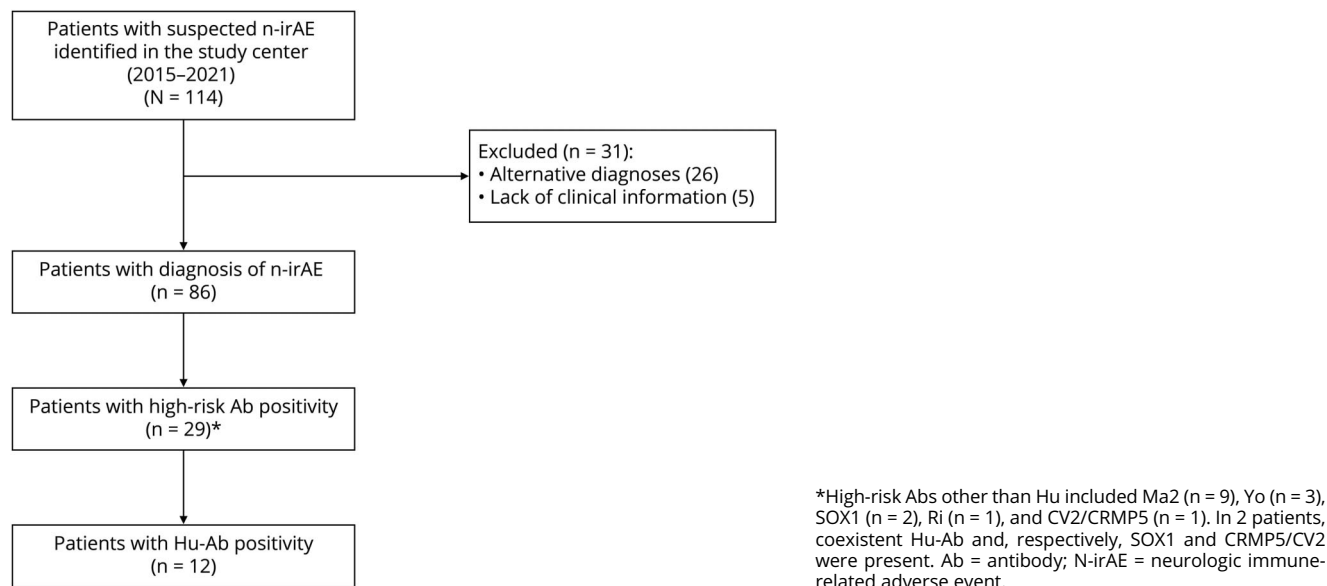 Patients with suspected n-irAE
identified in the study center
(2015–2021)
(N = 114)
Excluded (n = 31):
• Alternative diagnoses (26)
• Lack of clinical information (5)
Patients with diagnosis of n-irAE
(n = 86)
Patients with high-risk Ab positivity
(n = 29)*
Patients with Hu-Ab positivity
(n = 12)
*High-risk Abs other than Hu included Ma2 (n = 9), Yo (n = 3),
SOX1 (n = 2), Ri (n = 1), and CV2/CRMP5 (n = 1). In 2 patients,
coexistent Hu-Ab and, respectively, SOX1 and CRMP5/CV2
were present. Ab = antibody; N-irAE = neurologic immune-
related adverse event